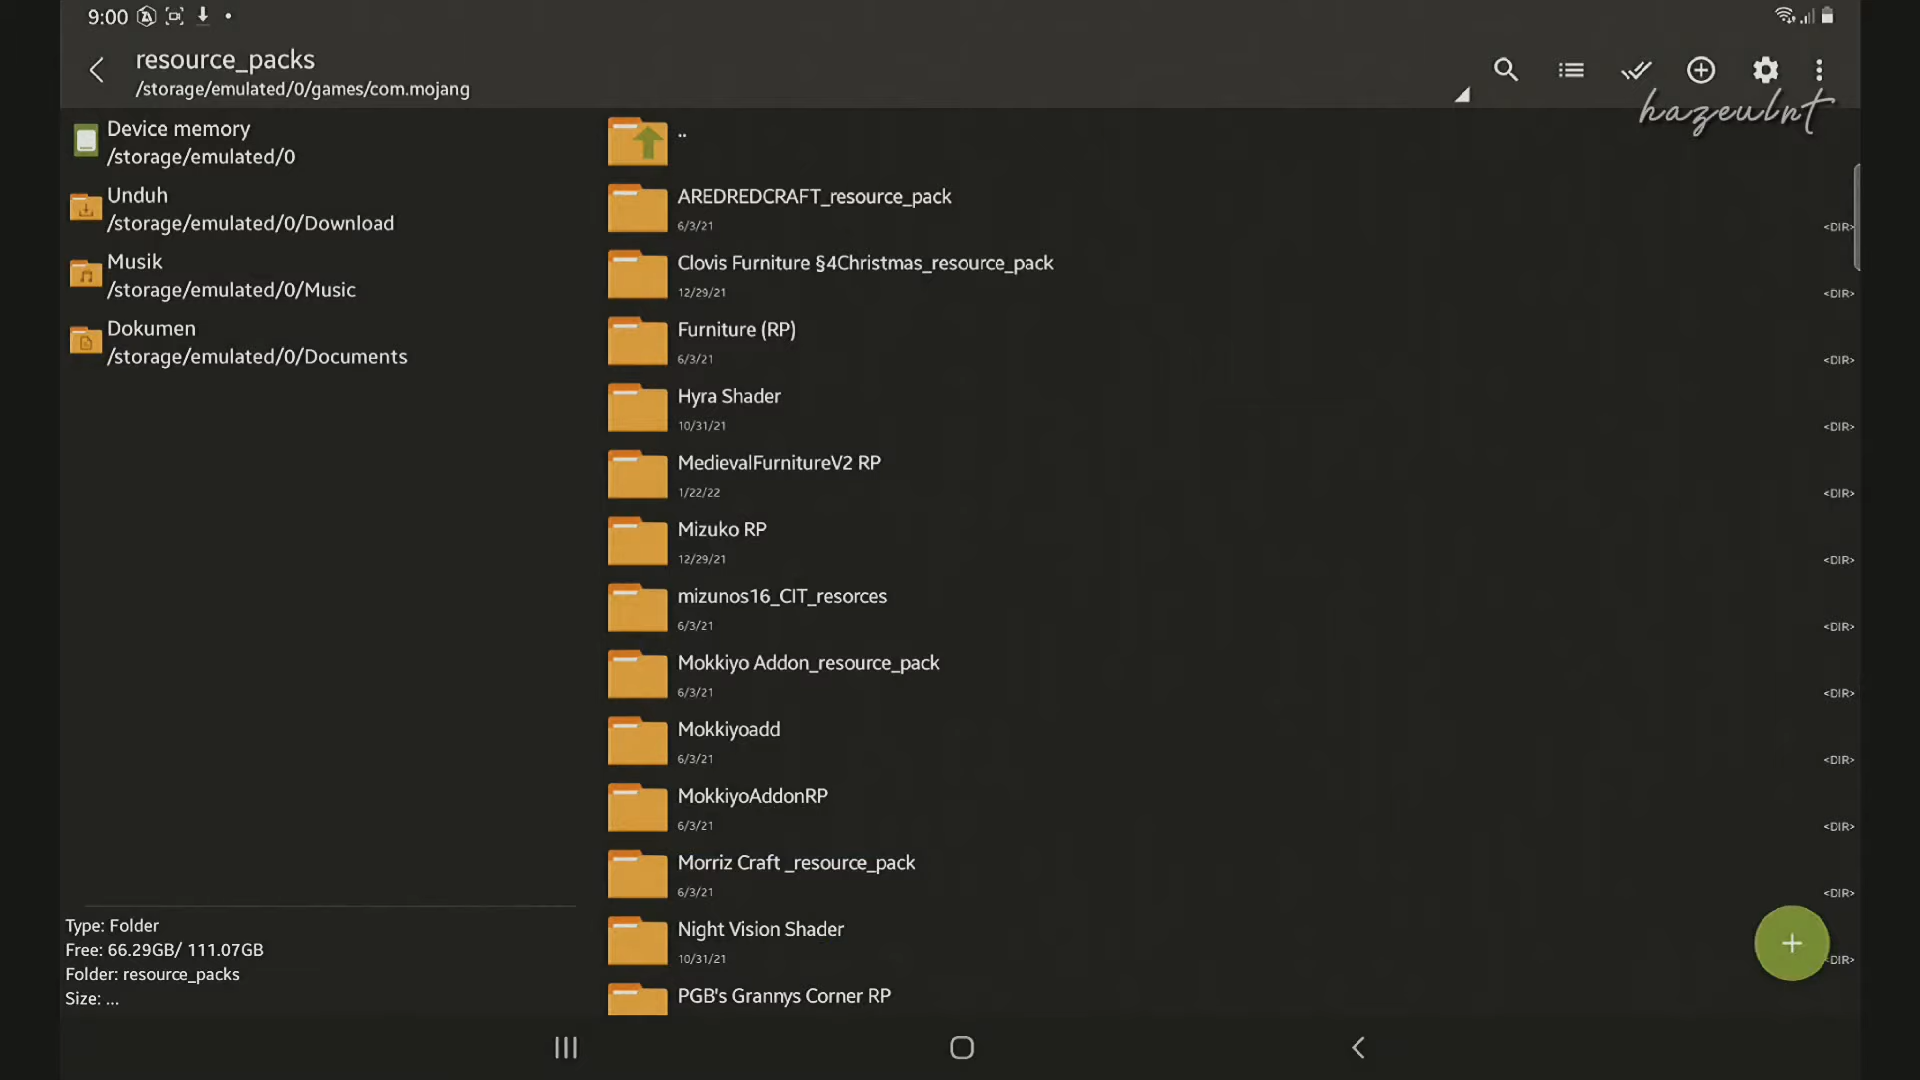 9:00
resource_packs
/storage/emulated/0/games/com.mojang
hazeulnt
Device memory
/storage/emulated/0
Unduh
/storage/emulated/0/Download
Musik
/storage/emulated/0/Music
Dokumen
/storage/emulated/0/Documents
Type: Folder
Free: 66.29GB/ 111.07GB
Folder: resource_packs
Size: ...
..
AREDREDCRAFT_resource_pack
6/3/21
<DIR>
Clovis Furniture §4Christmas_resource_pack
12/29/21
<DIR>
Furniture (RP)
6/3/21
<DIR>
Hyra Shader
10/31/21
<DIR>
MedievalFurnitureV2 RP
1/22/22
<DIR>
Mizuko RP
12/29/21
<DIR>
mizunos16_CIT_resorces
6/3/21
<DIR>
Mokkiyo Addon_resource_pack
6/3/21
<DIR>
Mokkiyoadd
6/3/21
<DIR>
MokkiyoAddonRP
6/3/21
<DIR>
Morriz Craft _resource_pack
6/3/21
<DIR>
Night Vision Shader
10/31/21
DIR>
PGB's Grannys Corner RP